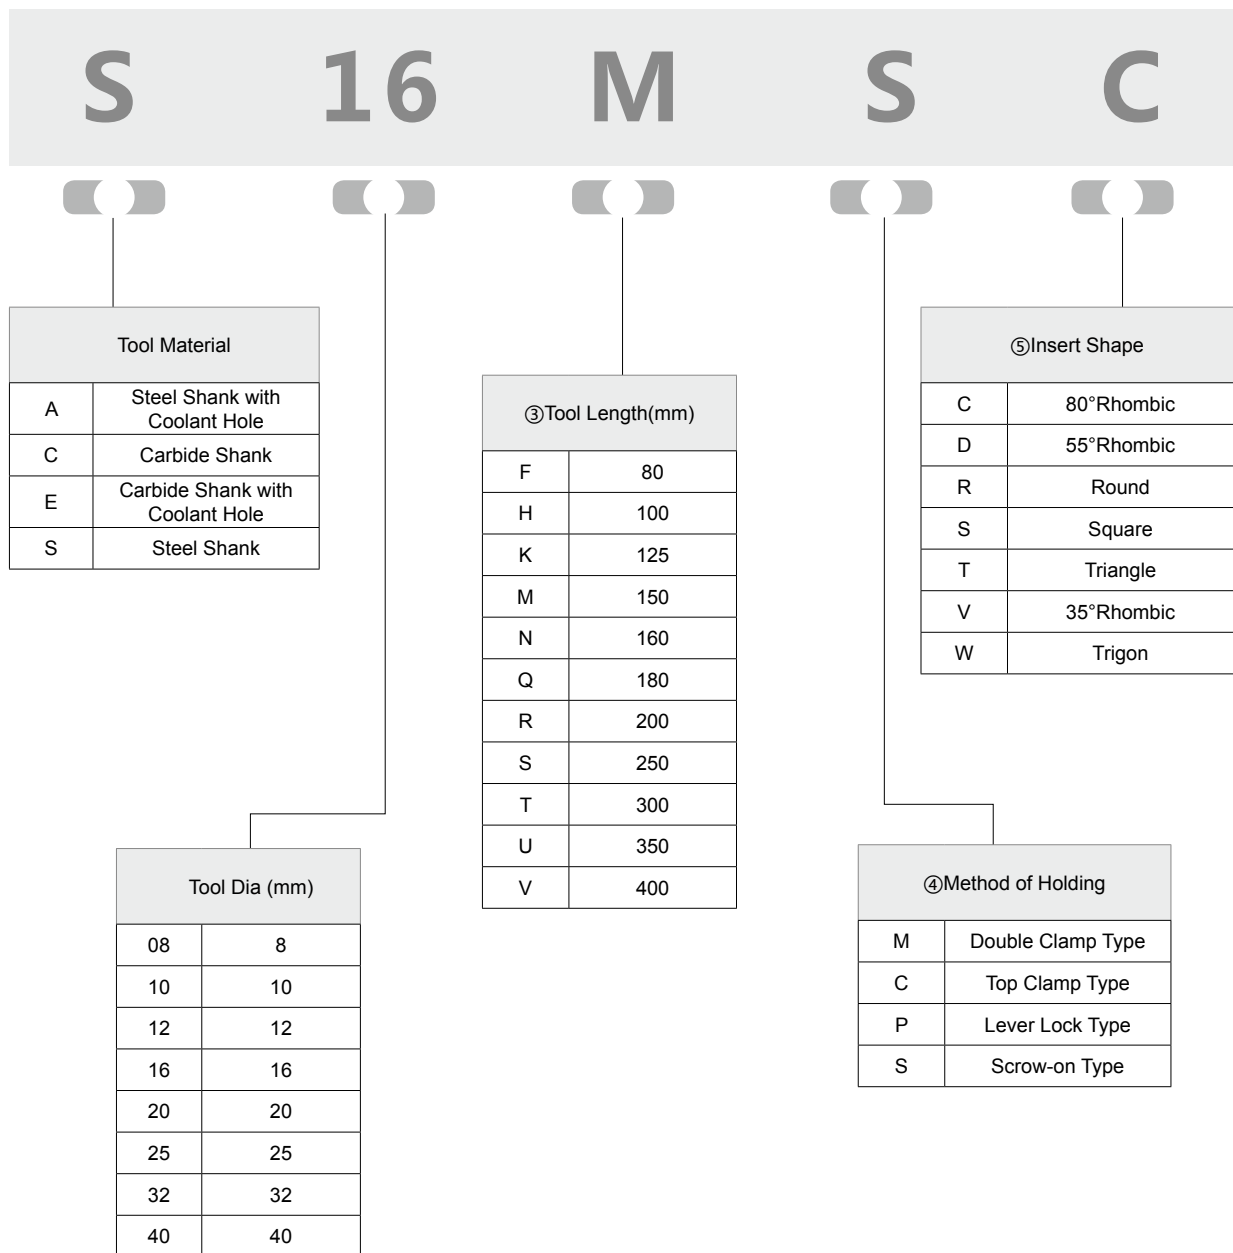 S 16 M S C
Tool Material
A Steel Shank with
Coolant Hole
C Carbide Shank
E Carbide Shank with
Coolant Hole
S Steel Shank
Tool Dia (mm)
08 8
10 10
12 12
16 16
20 20
25 25
32 32
40 40
③Tool Length(mm)
F 80
H 100
K 125
M 150
N 160
Q 180
R 200
S 250
T 300
U 350
V 400
④Method of Holding
M Double Clamp Type
C Top Clamp Type
P Lever Lock Type
S Scrow-on Type
⑤Insert Shape
C 80°Rhombic
D 55°Rhombic
R Round
S Square
T Triangle
V 35°Rhombic
W Trigon